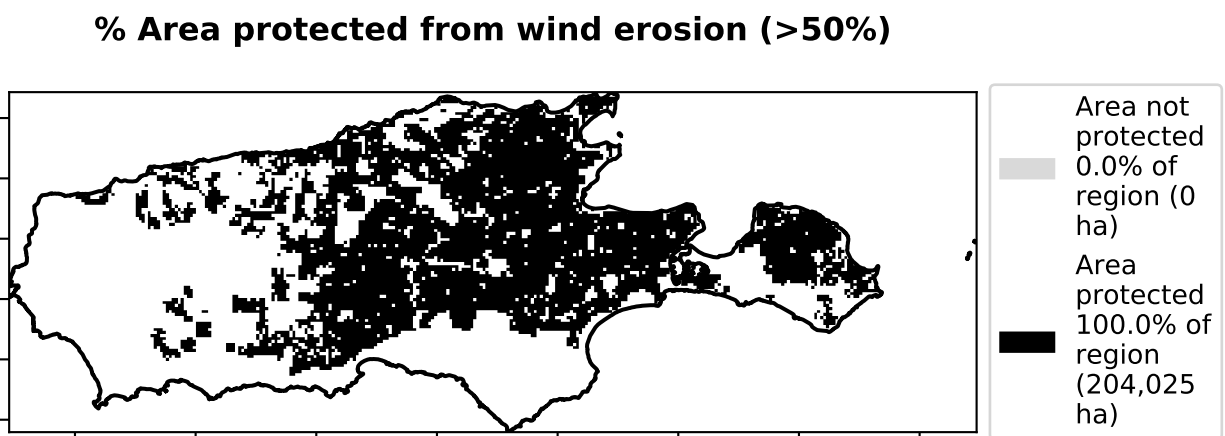 % Area protected from wind erosion (>50%)
Area not
protected
0.0% of
region (0
ha)
Area
protected
100.0% of
region
(204,025
ha)